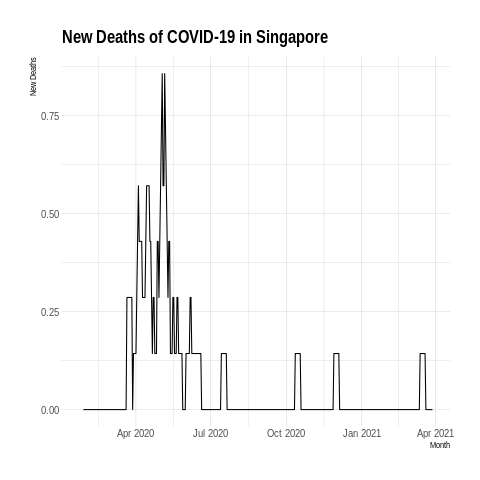 New Deaths of COVID-19 in Singapore
New Deaths
0.75
0.50
0.25
0.00
Apr 2020 Jul 2020 Oct 2020 Jan 2021 Apr 2021
Month